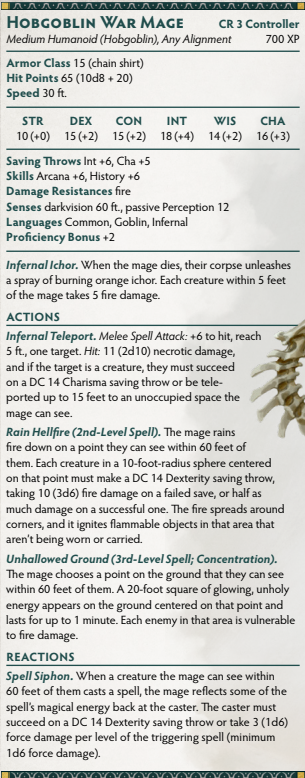 HOBGOBLIN WAR MAGE CR 3 CONTROLLER
Medium Humanoid (Hobgoblin), Any Alignment 700 XP
Armor Class 15 (chain shirt)
Hit Points 65 (10d8 + 20)
Speed 30 ft.
STR DEX CON INT WIS CHA
10 (+0) 15 (+2) 15 (+2) 18 (+4) 14 (+2) 16 (+3)
Saving Throws Int +6, Cha +5
Skills Arcana +6, History +6
Damage Resistances fire
Senses darkvision 60 ft., passive Perception 12
Languages Common, Goblin, Infernal
Proficiency Bonus +2
Infernal Ichor. When the mage dies, their corpse unleashes
a spray of burning orange ichor. Each creature within 5 feet
of the mage takes 5 fire damage.
ACTIONS
Infernal Teleport. Melee Spell Attack: +6 to hit, reach
5 ft., one target. Hit: 11 (2d10) necrotic damage,
and if the target is a creature, they must succeed
on a DC 14 Charisma saving throw or be tele-
ported up to 15 feet to an unoccupied space the
mage can see.
Rain Hellfire (2nd-Level Spell). The mage rains
fire down on a point they can see within 60 feet of
them. Each creature in a 10-foot-radius sphere centered
on that point must make a DC 14 Dexterity saving throw,
taking 10 (3d6) fire damage on a failed save, or half as
much damage on a successful one. The fire spreads around
corners, and it ignites flammable objects in that area that
aren't being worn or carried.
Unhallowed Ground (3rd-Level Spell; Concentration).
The mage chooses a point on the ground that they can see
within 60 feet of them. A 20-foot square of glowing, unholy
energy appears on the ground centered on that point and
lasts for up to 1 minute. Each enemy in that area is vulnerable
to fire damage.
REACTIONS
Spell Siphon. When a creature the mage can see within
60 feet of them casts a spell, the mage reflects some of the
spell's magical energy back at the caster. The caster must
succeed on a DC 14 Dexterity saving throw or take 3 (1d6)
force damage per level of the triggering spell (minimum
1d6 force damage).